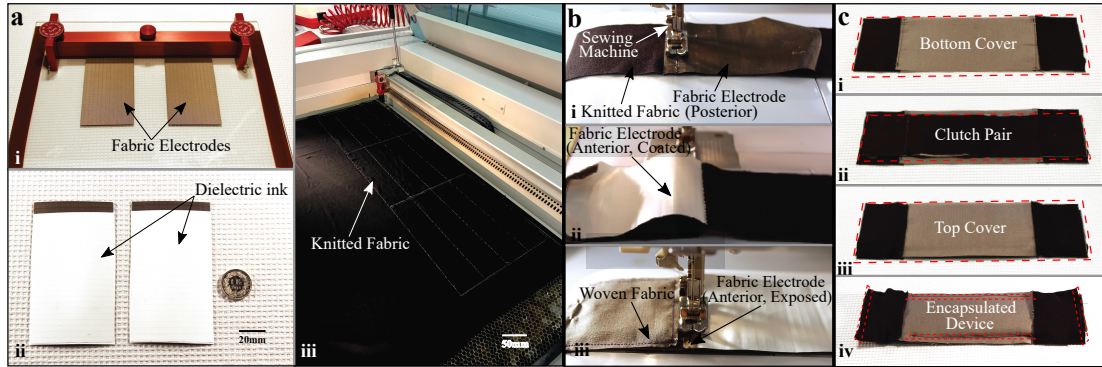 a
Fabric Electrodes
i
Dielectric ink
20mm
ii
Knitted Fabric
50mm
iii
b
Sewing
Machine
Fabric Electrode
(Posterior)
Knitted Fabric
i
Fabric Electrode
(Anterior, Coated)
ii
Woven Fabric
Fabric Electrode
(Anterior, Exposed)
iii
c
Bottom Cover
i
Clutch Pair
ii
Top Cover
iii
Encapsulated
Device
iv